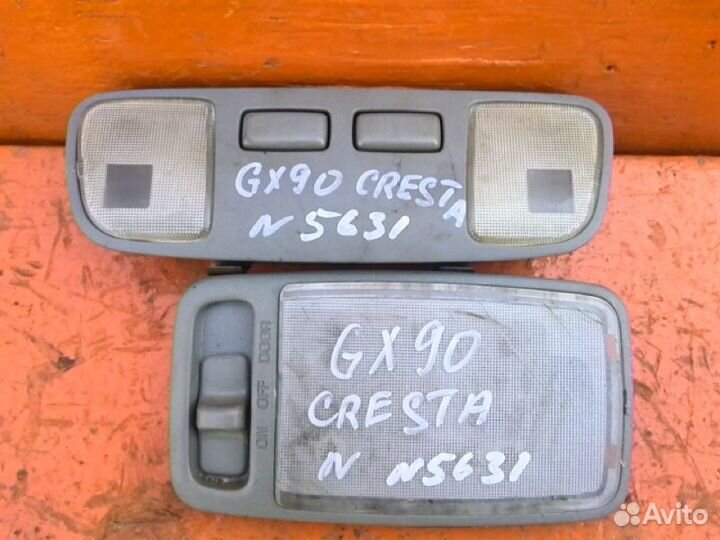 GX90 CRESTA
N 5631
GX90
CRESTA
N N5631
ON OFF DOOR
Avito